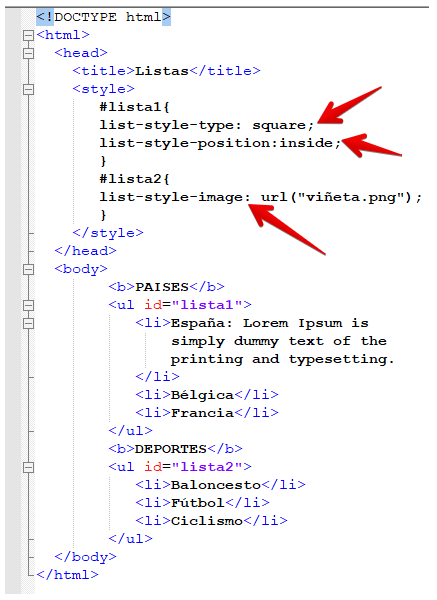 <!DOCTYPE html>
<html>
<head>
<title>Listas</title>
<style>
#lista1{
list-style-type: square;
list-style-position:inside;
}
#lista2{
list-style-image: url("viñeta.png");
}
</style>
</head>
<body>
<b>PAISES</b>
<ul id="lista1">
<li>España: Lorem Ipsum is
simply dummy text of the
printing and typesetting.
</li>
<li>Bélgica</li>
<li>Francia</li>
</ul>
<b>DEPORTES</b>
<ul id="lista2">
<li>Baloncesto</li>
<li>Fútbol</li>
<li>Ciclismo</li>
</ul>
</body>
</html>